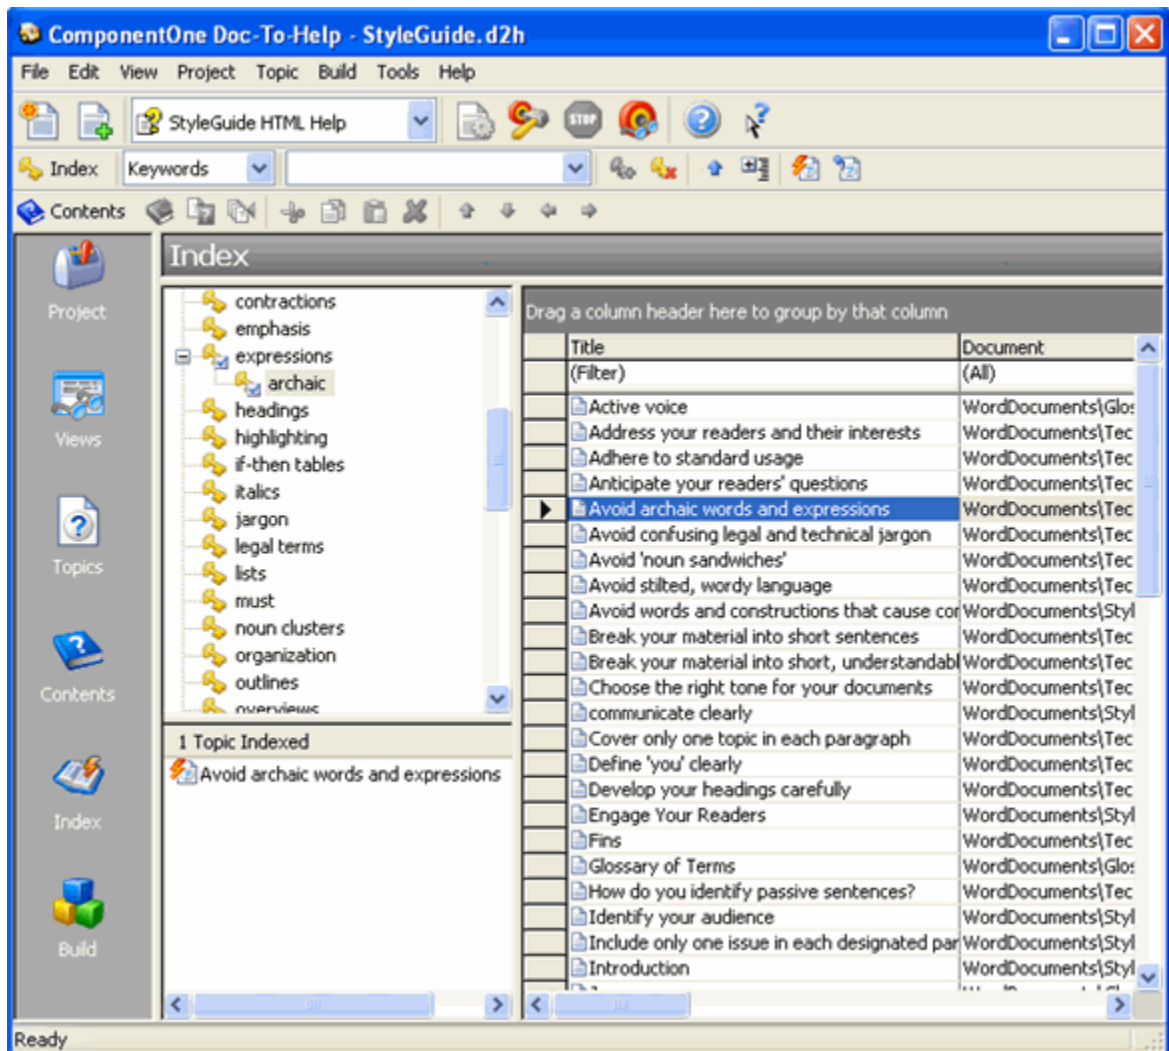 ComponentOne Doc-To-Help - StyleGuide.d2h
File Edit View Project Topic Build Tools Help
StyleGuide HTML Help STOP
Index Keywords
Contents
Project
Views
Topics
Contents
Index
Build
Index
contractions
emphasis
expressions
archaic
headings
highlighting
if-then tables
italics
jargon
legal terms
lists
must
noun clusters
organization
outlines
overviews
1 Topic Indexed
Avoid archaic words and expressions
Drag a column header here to group by that column
Title Document
(Filter) (All)
Active voice WordDocuments\Glos
Address your readers and their interests WordDocuments\Tec
Adhere to standard usage WordDocuments\Tec
Anticipate your readers' questions WordDocuments\Tec
Avoid archaic words and expressions WordDocuments\Tec
Avoid confusing legal and technical jargon WordDocuments\Tec
Avoid 'noun sandwiches' WordDocuments\Tec
Avoid stilted, wordy language WordDocuments\Tec
Avoid words and constructions that cause cor WordDocuments\Styl
Break your material into short sentences WordDocuments\Tec
Break your material into short, understandabl WordDocuments\Tec
Choose the right tone for your documents WordDocuments\Tec
communicate clearly WordDocuments\Styl
Cover only one topic in each paragraph WordDocuments\Tec
Define 'you' clearly WordDocuments\Tec
Develop your headings carefully WordDocuments\Tec
Engage Your Readers WordDocuments\Styl
Fins WordDocuments\Tec
Glossary of Terms WordDocuments\Glos
How do you identify passive sentences? WordDocuments\Tec
Identify your audience WordDocuments\Styl
Include only one issue in each designated par WordDocuments\Styl
Introduction WordDocuments\Styl
Ready